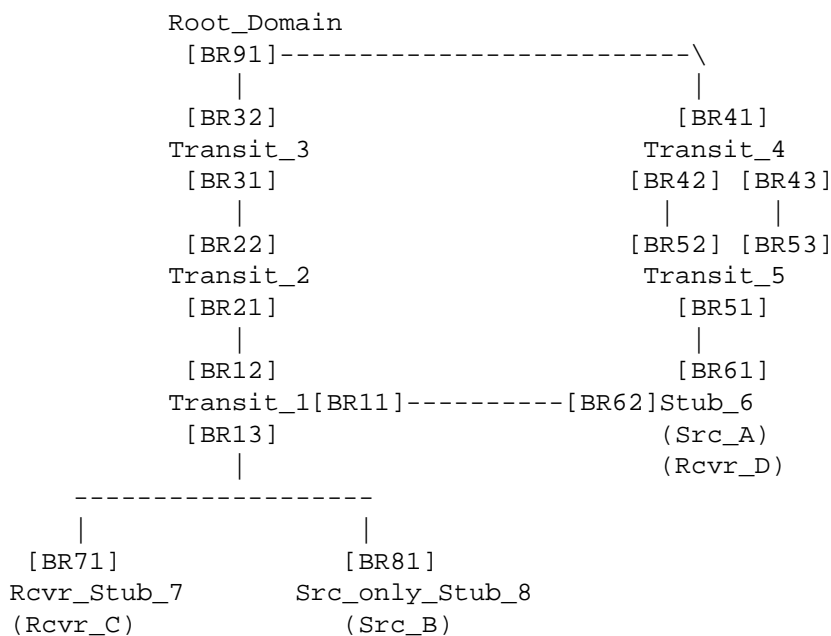 Root_Domain
[BR91]--------------------------\
|                             |
[BR32]                      [BR41]
Transit_3                   Transit_4
[BR31]                   [BR42] [BR43]
|                          |      |
[BR22]                   [BR52] [BR53]
Transit_2                   Transit_5
[BR21]                      [BR51]
|                             |
[BR12]                      [BR61]
Transit_1[BR11]----------[BR62]Stub_6
[BR13]                     (Src_A)
|                          (Rcvr_D)
-------------------
|                 |
[BR71]              [BR81]
Rcvr_Stub_7       Src_only_Stub_8
(Rcvr_C)             (Src_B)